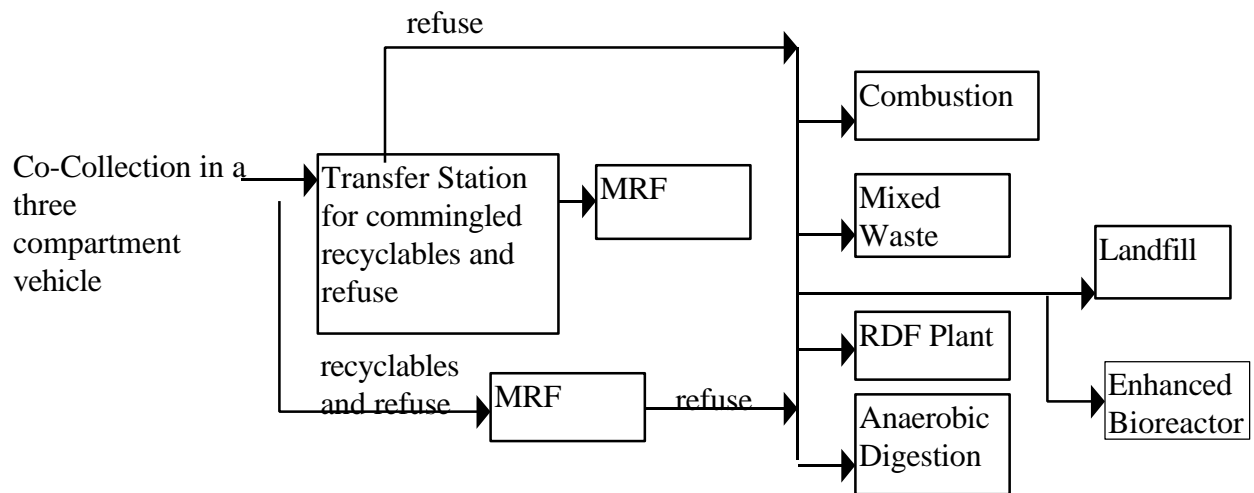 refuse
Combustion
Co-Collection in a
three
compartment
vehicle
Transfer Station
for commingled
recyclables and
refuse
MRF
Mixed
Waste
Landfill
recyclables
and refuse
MRF
refuse
RDF Plant
Anaerobic
Digestion
Enhanced
Bioreactor